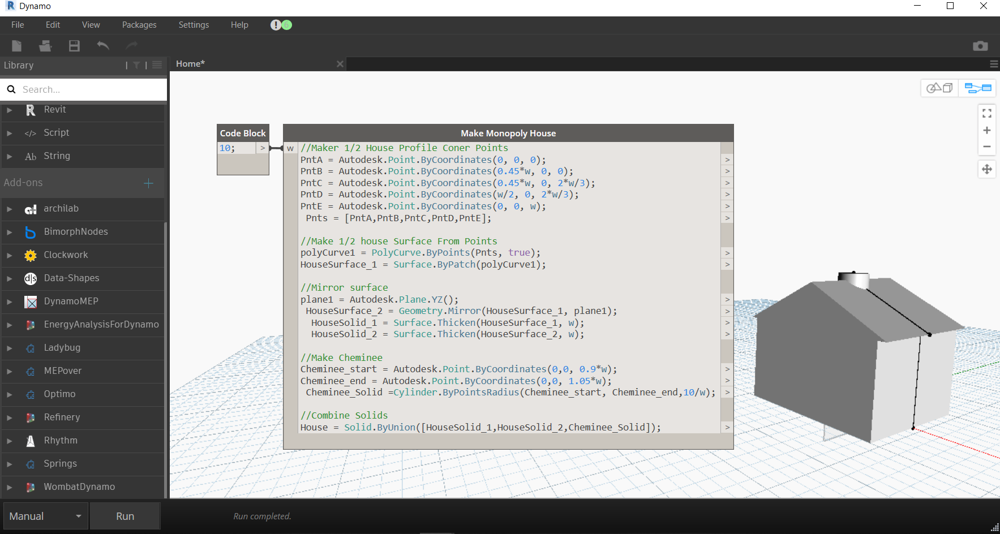 Dynamo
File Edit View Packages Settings Help !
Library
Home*
Search...
Revit
Script
Ab String
Add-ons
archilab
BimorphNodes
Clockwork
d|s Data-Shapes
DynamoMEP
EnergyAnalysisForDynamo
Ladybug
MEPover
Optimo
Refinery
Rhythm
Springs
WombatDynamo
Code Block
10; >
Make Monopoly House
w //Maker 1/2 House Profile Coner Points
PntA = Autodesk.Point.ByCoordinates(0, 0, 0); >
PntB = Autodesk.Point.ByCoordinates(0.45*w, 0, 0); >
PntC = Autodesk.Point.ByCoordinates(0.45*w, 0, 2*w/3); >
PntD = Autodesk.Point.ByCoordinates(w/2, 0, 2*w/3); >
PntE = Autodesk.Point.ByCoordinates(0, 0, w); >
Pnts = [PntA,PntB,PntC,PntD,PntE]; >
//Make 1/2 house Surface From Points
polyCurve1 = PolyCurve.ByPoints(Pnts, true); >
HouseSurface_1 = Surface.ByPatch(polyCurve1); >
//Mirror surface
plane1 = Autodesk.Plane.YZ(); >
HouseSurface_2 = Geometry.Mirror(HouseSurface_1, plane1); >
HouseSolid_1 = Surface.Thicken(HouseSurface_1, w); >
HouseSolid_2 = Surface.Thicken(HouseSurface_2, w); >
//Make Cheminee
Cheminee_start = Autodesk.Point.ByCoordinates(0,0, 0.9*w); >
Cheminee_end = Autodesk.Point.ByCoordinates(0,0, 1.05*w); >
Cheminee_Solid =Cylinder.ByPointsRadius(Cheminee_start, Cheminee_end,10/w); >
//Combine Solids
House = Solid.ByUnion([HouseSolid_1,HouseSolid_2,Cheminee_Solid]); >
Manual
Run
Run completed.